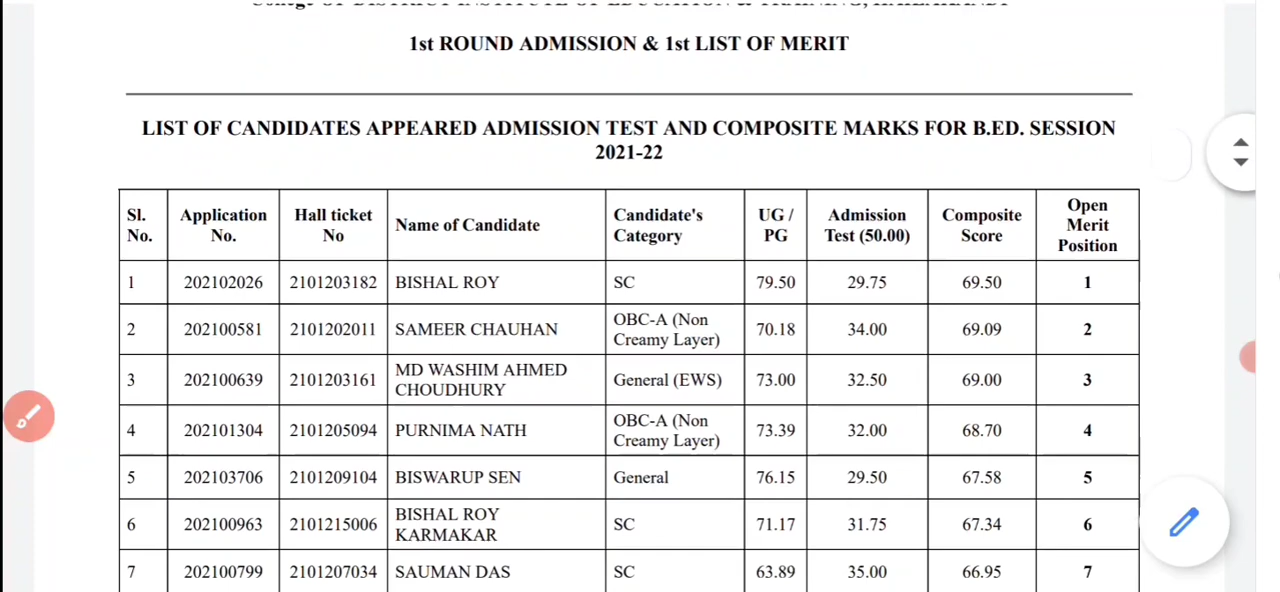 1st ROUND ADMISSION & 1st LIST OF MERIT
LIST OF CANDIDATES APPEARED ADMISSION TEST AND COMPOSITE MARKS FOR B.ED. SESSION
2021-22
Sl. No. Application No. Hall ticket No Name of Candidate Candidate's Category UG / PG Admission Test (50.00) Composite Score Open Merit Position
1 202102026 2101203182 BISHAL ROY SC 79.50 29.75 69.50 1
2 202100581 2101202011 SAMEER CHAUHAN OBC-A (Non Creamy Layer) 70.18 34.00 69.09 2
3 202100639 2101203161 MD WASHIM AHMED CHOUDHURY General (EWS) 73.00 32.50 69.00 3
4 202101304 2101205094 PURNIMA NATH OBC-A (Non Creamy Layer) 73.39 32.00 68.70 4
5 202103706 2101209104 BISWARUP SEN General 76.15 29.50 67.58 5
6 202100963 2101215006 BISHAL ROY KARMAKAR SC 71.17 31.75 67.34 6
7 202100799 2101207034 SAUMAN DAS SC 63.89 35.00 66.95 7